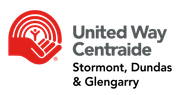 United Way
Centraide
Stormont, Dundas
& Glengarry